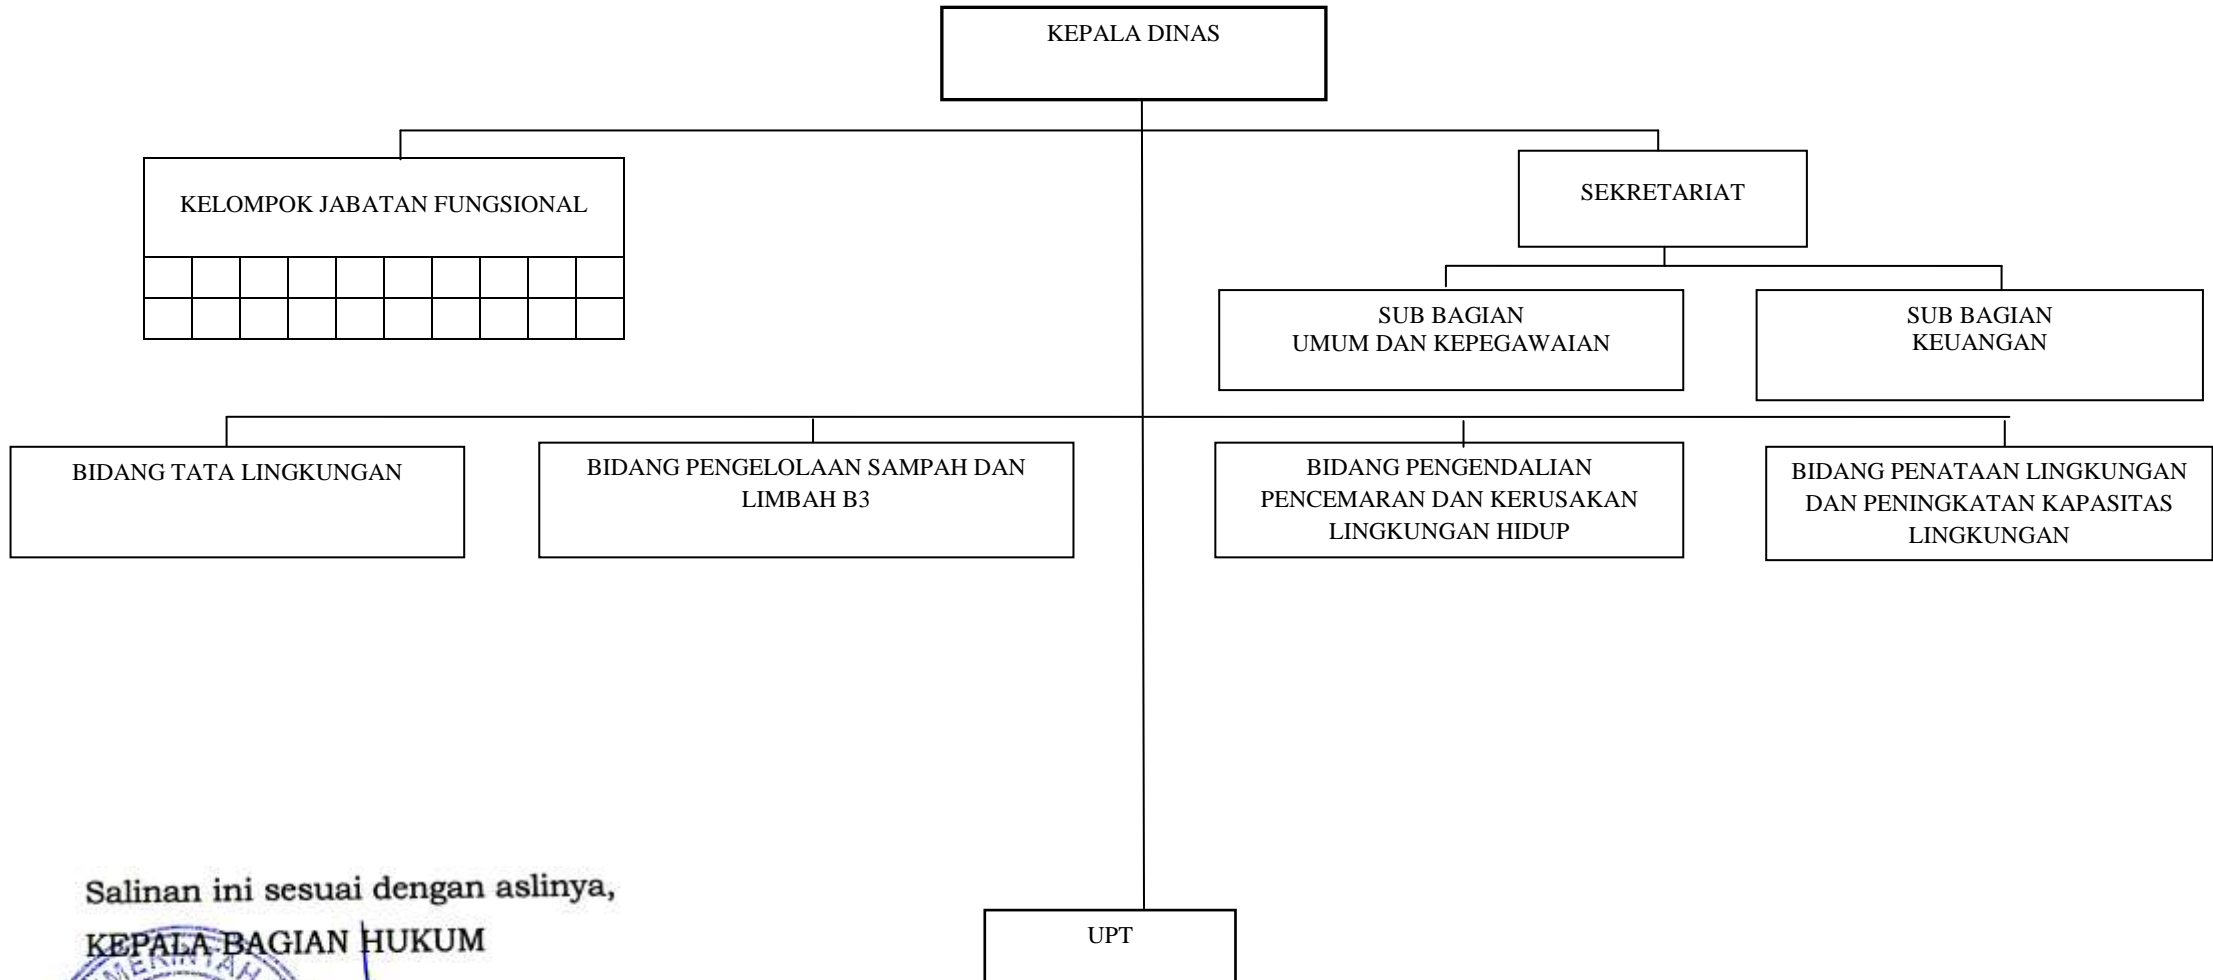 KEPALA DINAS
KELOMPOK JABATAN FUNGSIONAL
SEKRETARIAT
SUB BAGIAN
UMUM DAN KEPEGAWAIAN
SUB BAGIAN
KEUANGAN
BIDANG TATA LINGKUNGAN
BIDANG PENGELOLAAN SAMPAH DAN
LIMBAH B3
BIDANG PENGENDALIAN
PENCEMARAN DAN KERUSAKAN
LINGKUNGAN HIDUP
BIDANG PENATAAN LINGKUNGAN
DAN PENINGKATAN KAPASITAS
LINGKUNGAN
Salinan ini sesuai dengan aslinya,
KEPALA BAGIAN HUKUM
UPT